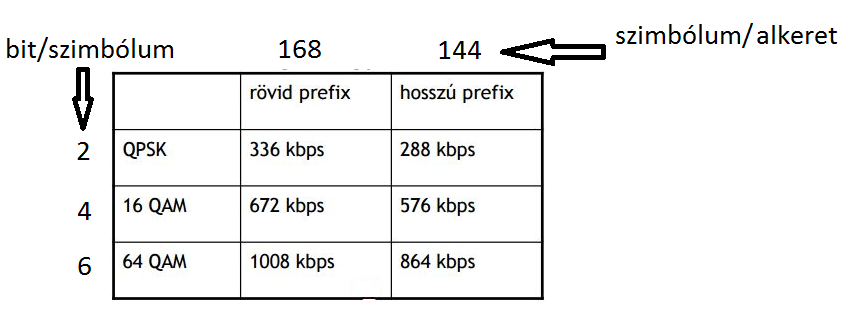 bit/szimbólum 168 144 szimbólum/alkeret
rövid prefix hosszú prefix
2 QPSK 336 kbps 288 kbps
4 16 QAM 672 kbps 576 kbps
6 64 QAM 1008 kbps 864 kbps